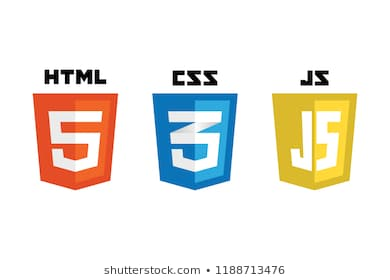 HTML CSS JS
5 3 JS
shutterstock.com • 1188713476